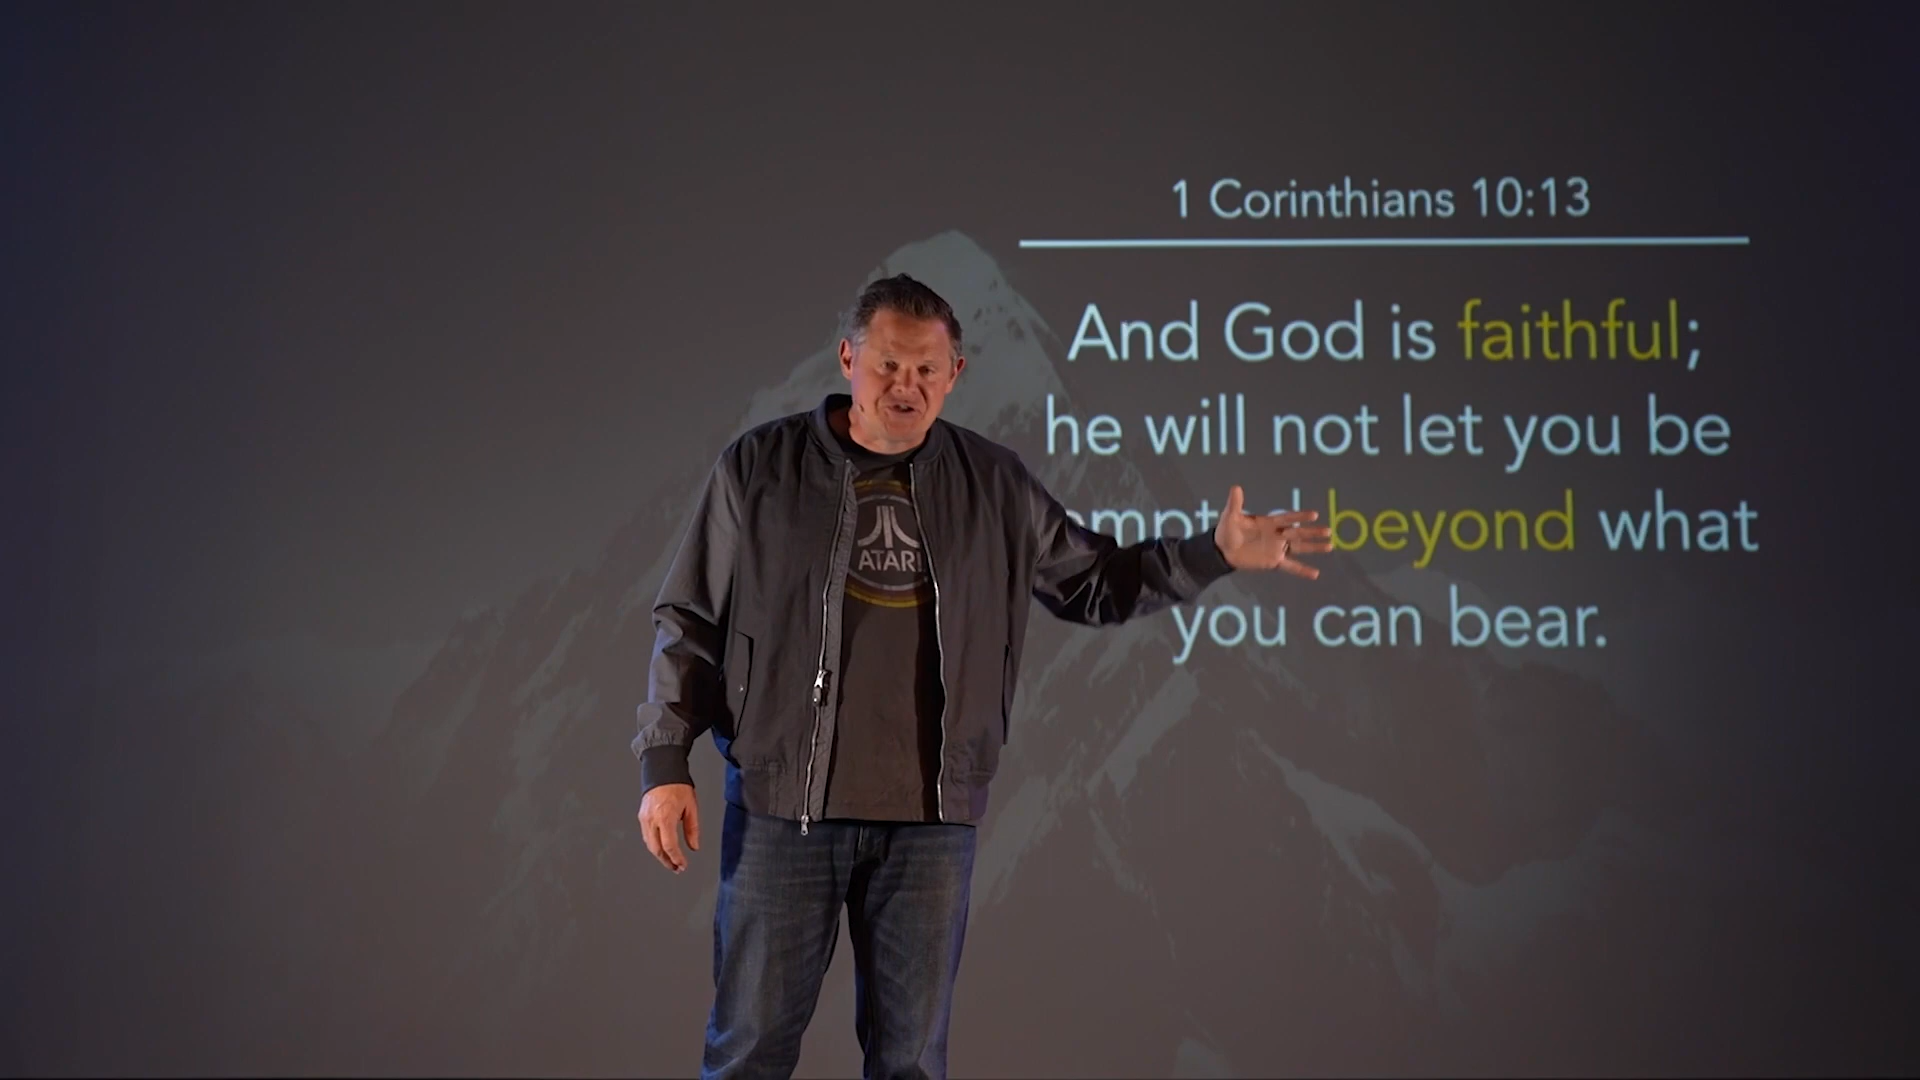 1 Corinthians 10:13
And God is faithful;
he will not let you be
beyond what
you can bear.
ATARI